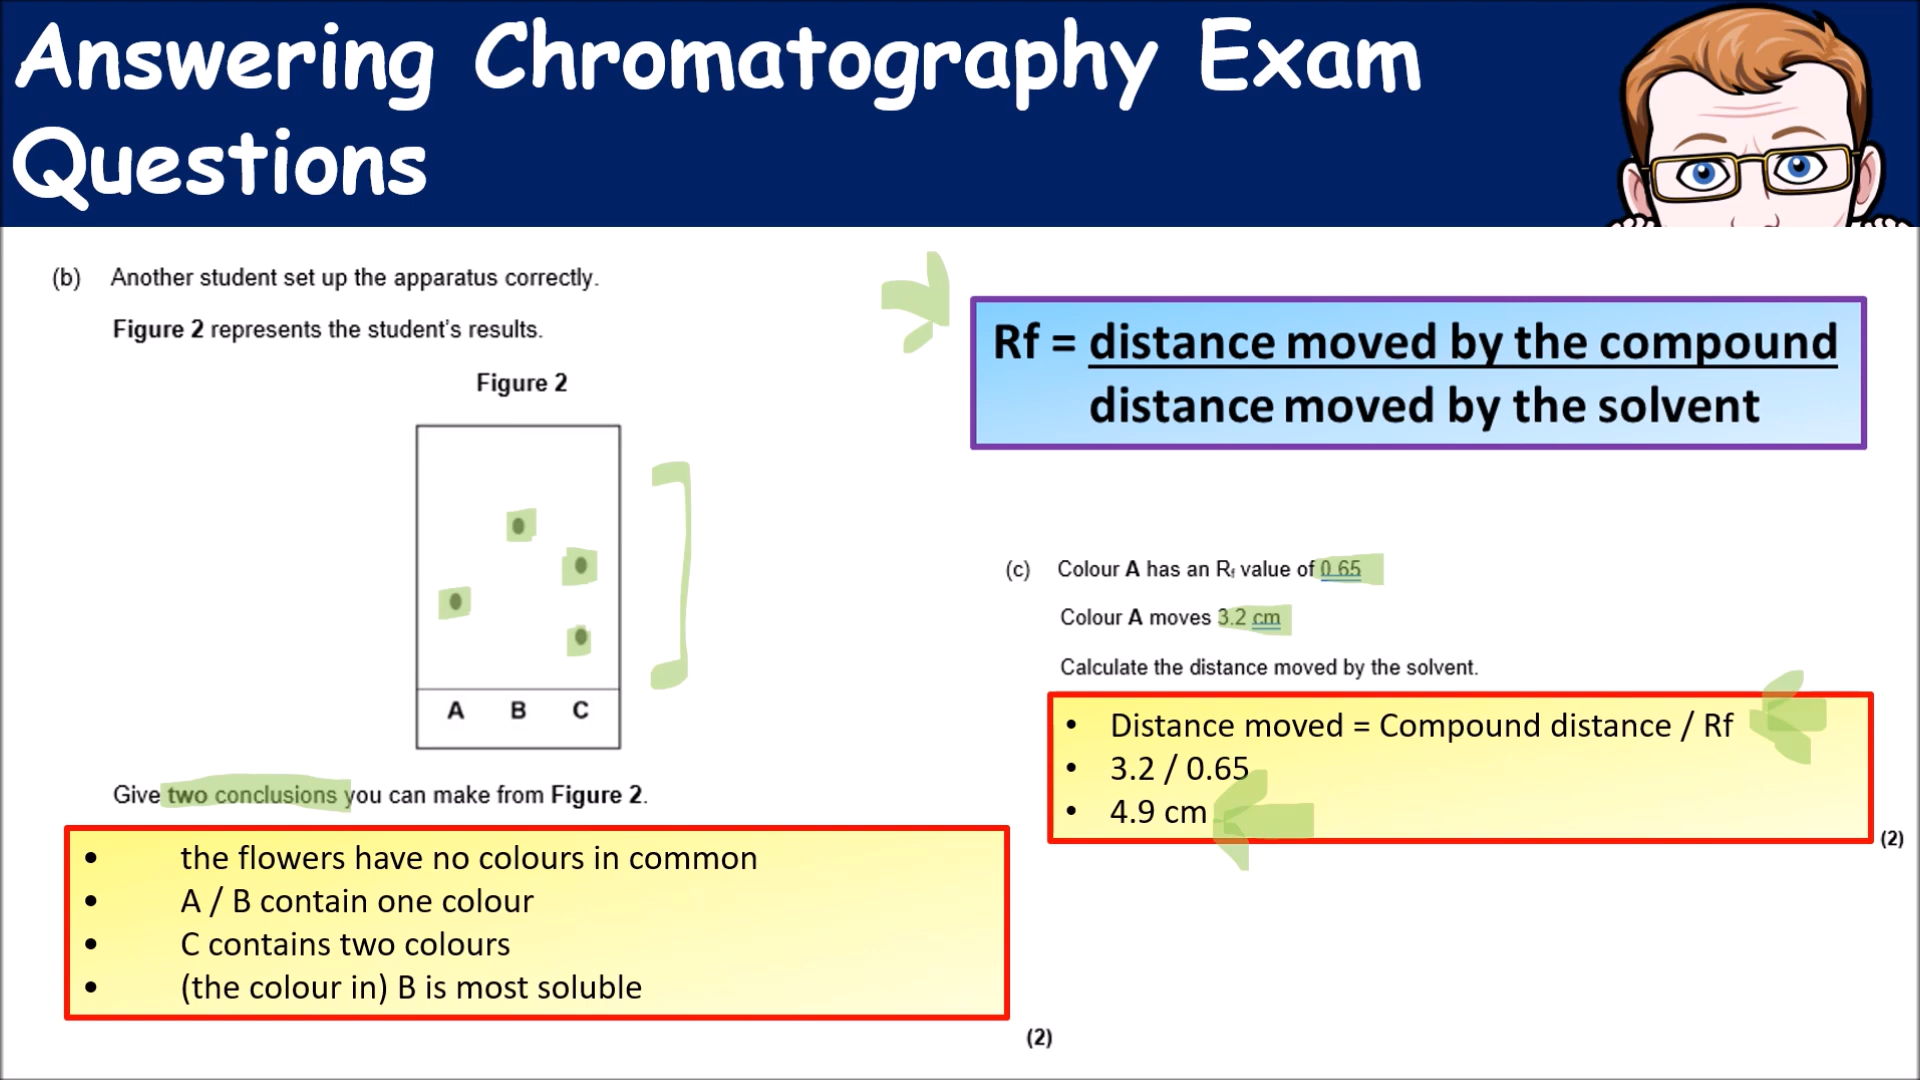 Answering Chromatography Exam
Questions
(b) Another student set up the apparatus correctly.
Figure 2 represents the student's results.
Figure 2
A B C
Give two conclusions you can make from Figure 2.
• the flowers have no colours in common
• A / B contain one colour
• C contains two colours
• (the colour in) B is most soluble
(2)
Rf = distance moved by the compound
distance moved by the solvent
(c) Colour A has an Rf value of 0.65
Colour A moves 3.2 cm
Calculate the distance moved by the solvent.
• Distance moved = Compound distance / Rf
• 3.2 / 0.65
• 4.9 cm
(2)